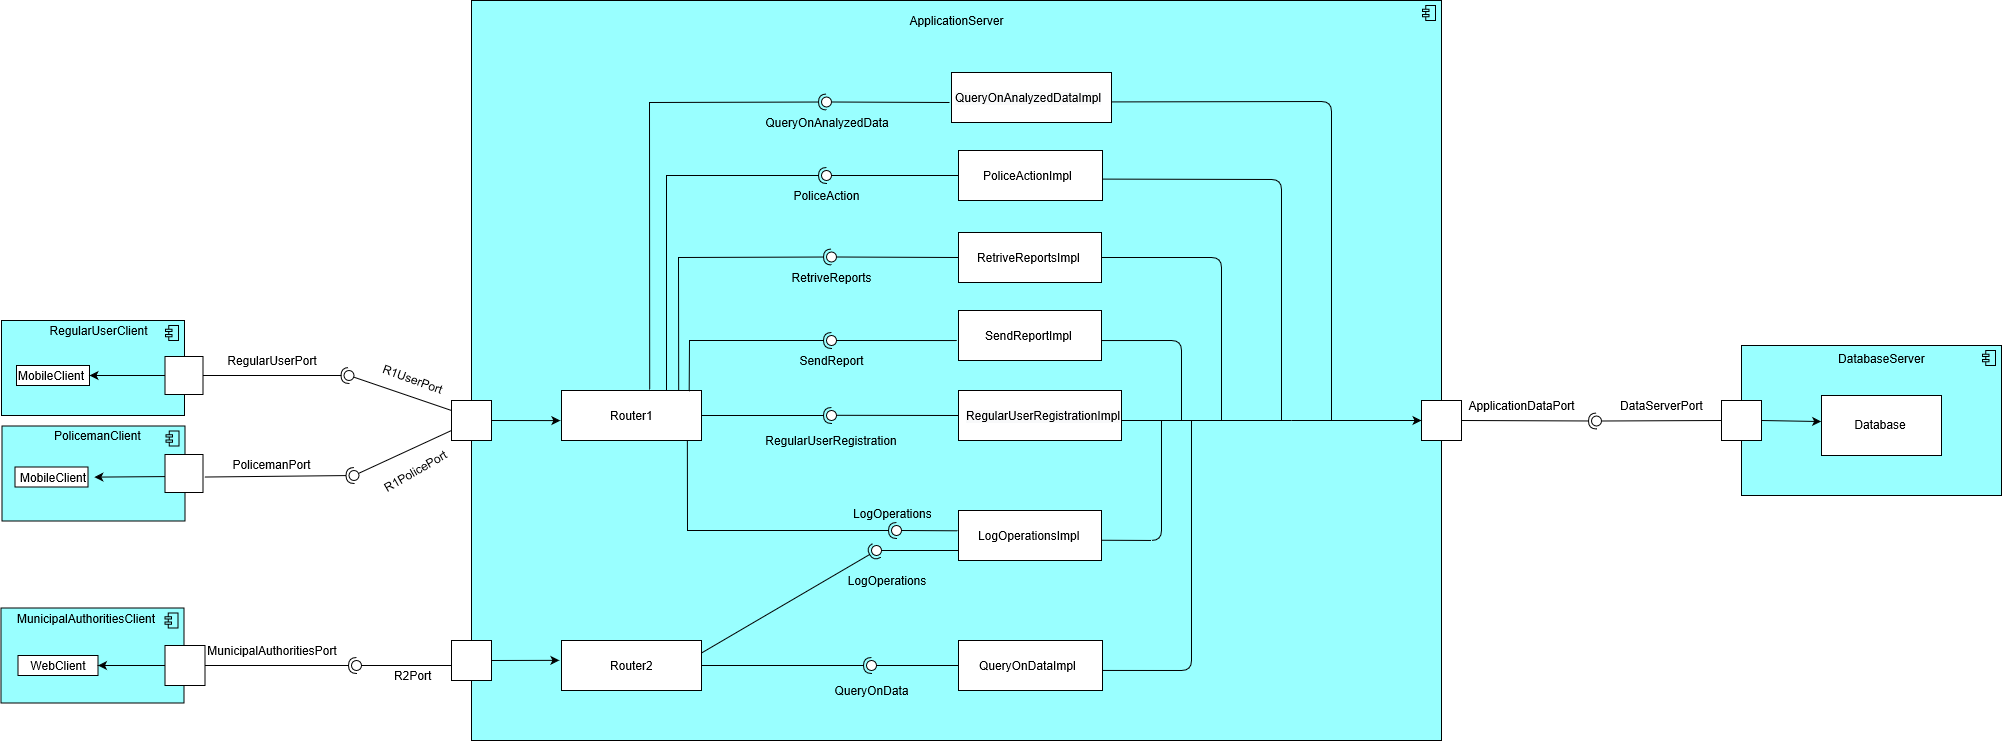 ApplicationServer
QueryOnAnalyzedDataImpl
QueryOnAnalyzedData
PoliceActionImpl
PoliceAction
RetriveReportsImpl
RetriveReports
SendReportImpl
SendReport
RegularUserClient
MobileClient
RegularUserPort
R1UserPort
PolicemanClient
MobileClient
PolicemanPort
R1PolicePort
Router1
RegularUserRegistrationImpl
RegularUserRegistration
ApplicationDataPort
DataServerPort
DatabaseServer
Database
LogOperations
LogOperationsImpl
LogOperations
MunicipalAuthoritiesClient
WebClient
MunicipalAuthoritiesPort
R2Port
Router2
QueryOnDataImpl
QueryOnData